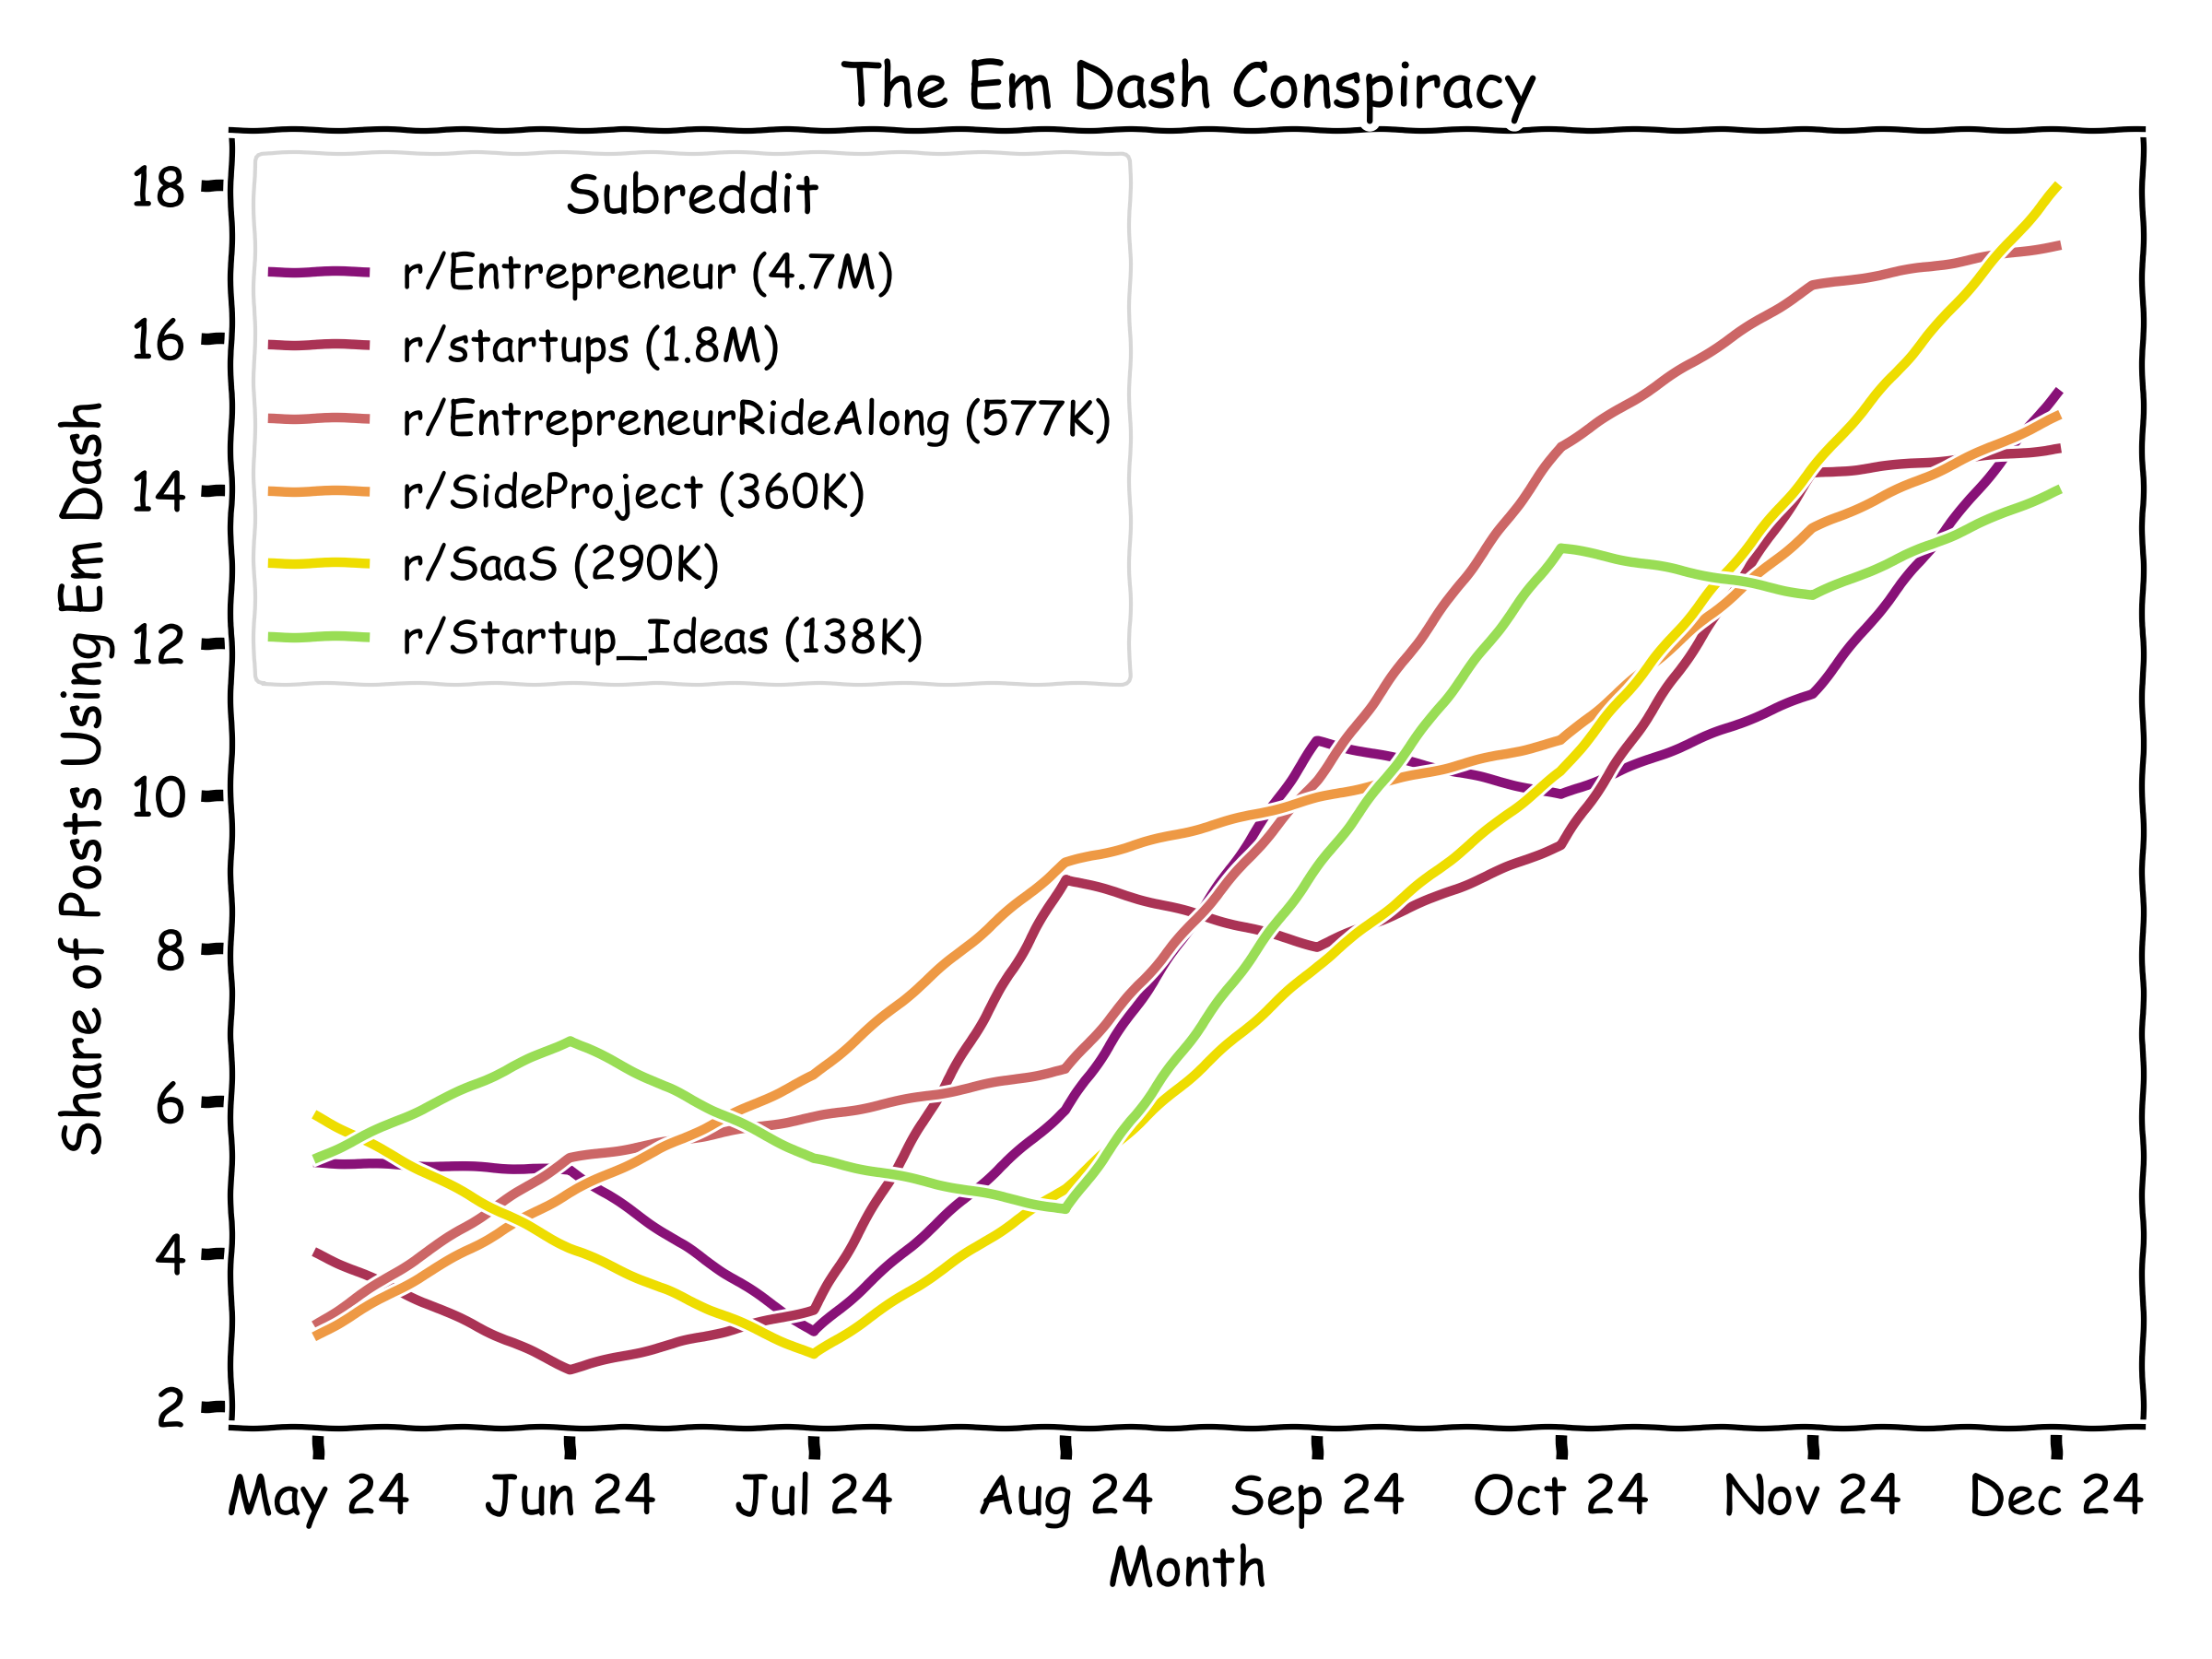 The Em Dash Conspiracy
Subreddit
r/Entrepreneur (4.7M)
r/startups (1.8M)
r/EntrepreneurRideAlong (577K)
r/SideProject (360K)
r/SaaS (290K)
r/Startup_Ideas (138K)
Share of Posts Using Em Dash
18
16
14
12
10
8
6
4
2
May 24 Jun 24 Jul 24 Aug 24 Sep 24 Oct 24 Nov 24 Dec 24
Month